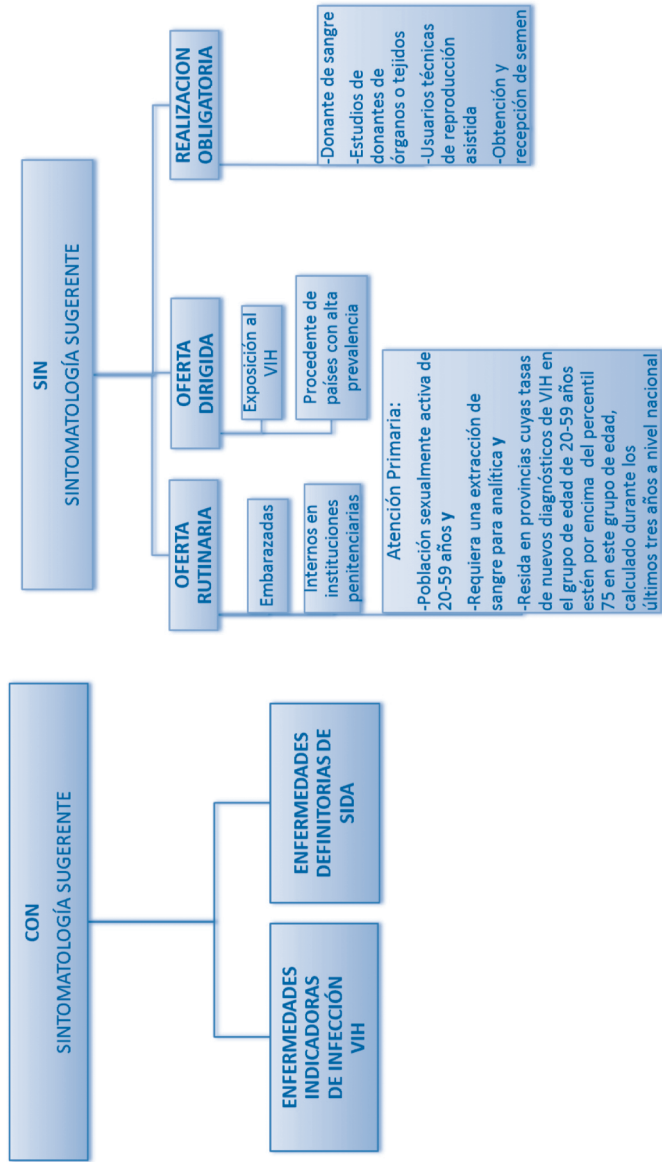 CON
SINTOMATOLOGÍA SUGERENTE
ENFERMEDADES
INDICADORAS
DE INFECCIÓN
VIH
ENFERMEDADES
DEFINITORIAS DE
SIDA
SIN
SINTOMATOLOGÍA SUGERENTE
OFERTA
RUTINARIA
Embarazadas
Internos en
instituciones
penitenciarias
Atención Primaria:
-Población sexualmente activa de
20-59 años y
-Requiera una extracción de
sangre para analítica y
-Resida en provincias cuyas tasas
de nuevos diagnósticos de VIH en
el grupo de edad de 20-59 años
estén por encima del percentil
75 en este grupo de edad,
calculado durante los
últimos tres años a nivel nacional
OFERTA
DIRIGIDA
Exposición al
VIH
Procedente de
países con alta
prevalencia
REALIZACION
OBLIGATORIA
-Donante de sangre
-Estudios de
donantes de
órganos o tejidos
-Usuarios técnicas
de reproducción
asistida
-Obtención y
recepción de semen